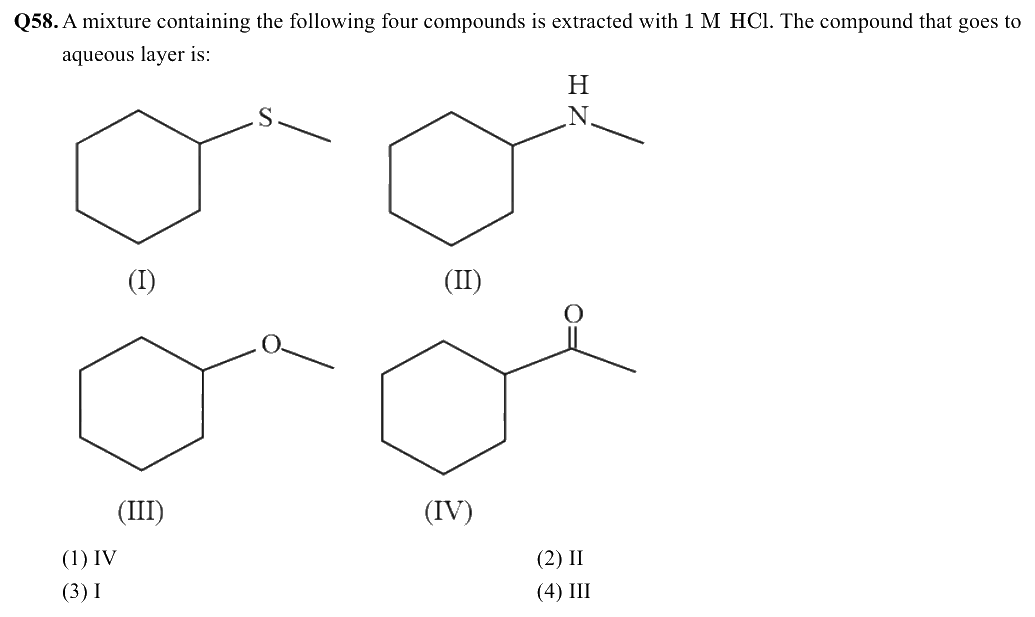 Q58. A mixture containing the following four compounds is extracted with 1 M HCl. The compound that goes to
aqueous layer is:
H
S N
(I) (II)
O
O
(III) (IV)
(1) IV (2) II
(3) I (4) III